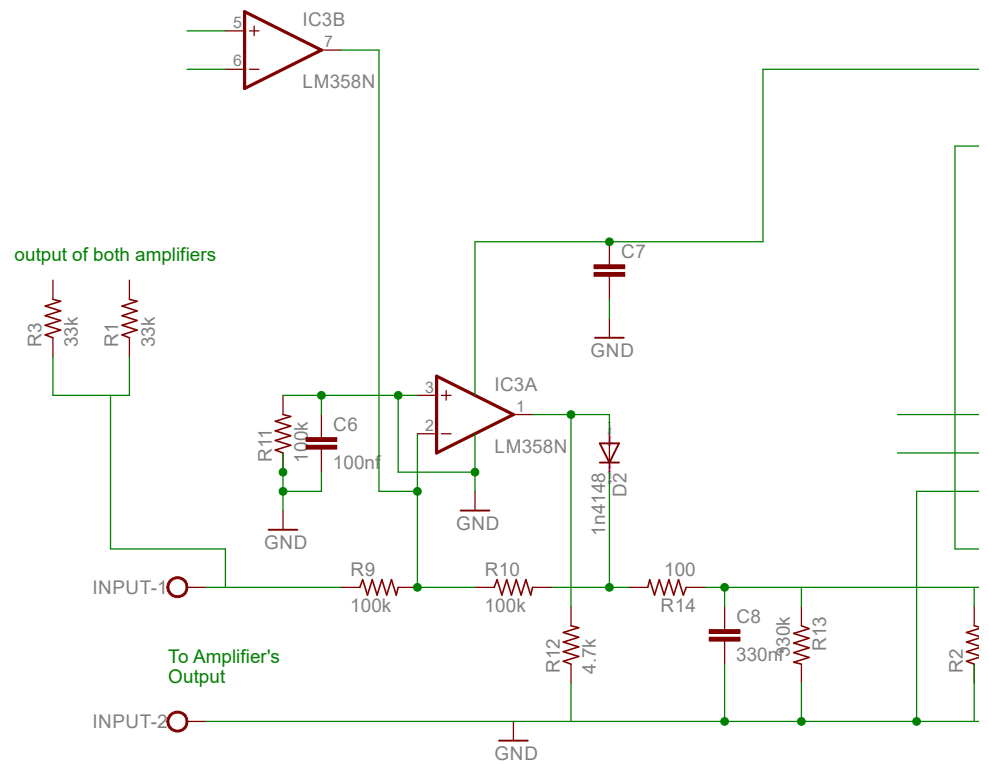 IC3B
5
+
7
6
−
LM358N
output of both amplifiers
R3
33k
R1
33k
C7
GND
IC3A
3
+
1
2
−
LM358N
R11
100k
C6
100nf
GND
GND
1n4148
D2
INPUT-1
R9
100k
R10
100k
100
R14
R12
4.7k
C8
330nf
330k
R13
R2
To Amplifier's
Output
INPUT-2
GND